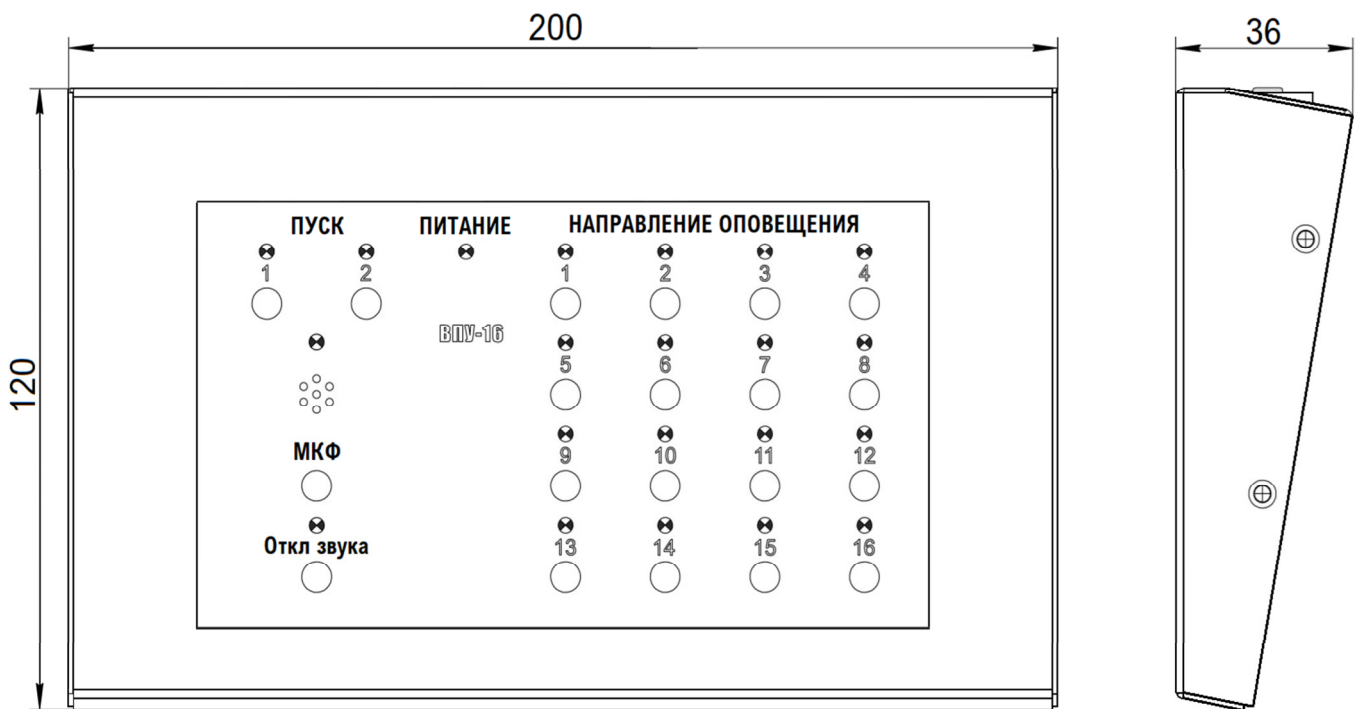 200
36
120
ПУСК ПИТАНИЕ НАПРАВЛЕНИЕ ОПОВЕЩЕНИЯ
1 2 1 2 3 4
ВПУ-16
5 6 7 8
МКФ 9 10 11 12
Откл звука 13 14 15 16